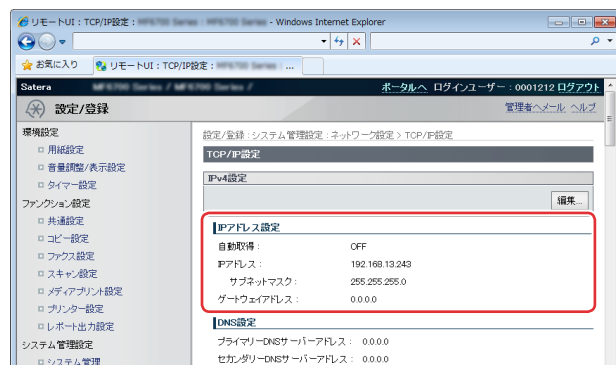 リモートUI：TCP/IP設定： - Windows Internet Explorer
お気に入り
リモートUI：TCP/IP設定： ...
Satera
ポータルへ ログインユーザー：0001212 ログアウト
設定/登録
管理者へメール ヘルプ
環境設定
用紙設定
音量調整/表示設定
タイマー設定
ファンクション設定
共通設定
コピー設定
ファクス設定
スキャン設定
メディアプリント設定
プリンター設定
レポート出力設定
システム管理設定
システム管理
設定/登録：システム管理設定：ネットワーク設定 > TCP/IP設定
TCP/IP設定
IPv4設定
編集...
IPアドレス設定
自動取得： OFF
IPアドレス： 192.168.13.243
サブネットマスク： 255.255.255.0
ゲートウェイアドレス： 0.0.0.0
DNS設定
プライマリーDNSサーバーアドレス： 0.0.0.0
セカンダリーDNSサーバーアドレス： 0.0.0.0